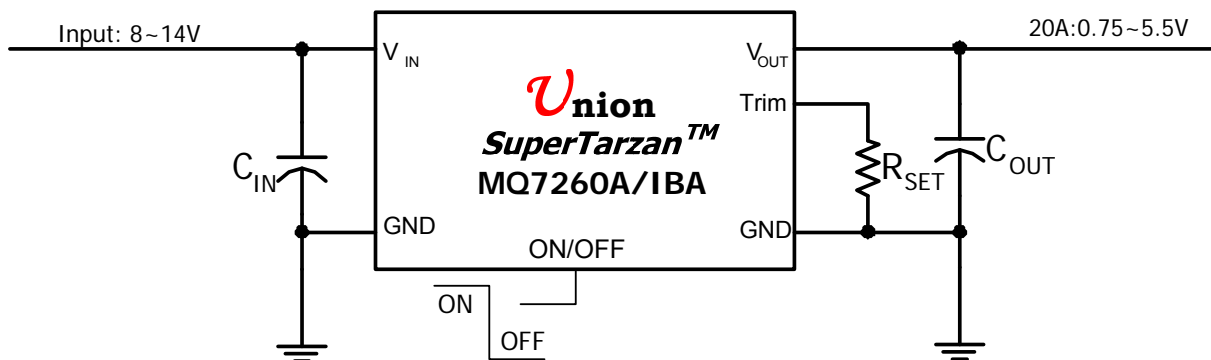 Input: 8~14V
20A:0.75~5.5V
VIN
VOUT
Union
Trim
SuperTarzan™
MQ7260A/IBA
CIN
RSET
COUT
GND
GND
ON/OFF
ON
OFF